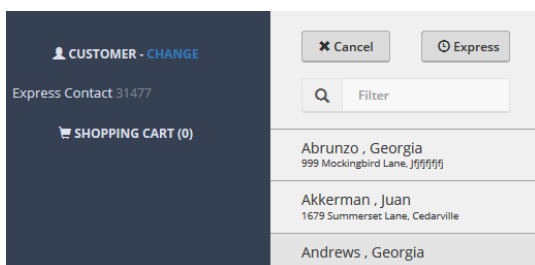 CUSTOMER - CHANGE
Express Contact 31477
SHOPPING CART (0)
Cancel
Express
Filter
Abrunzo , Georgia
999 Mockingbird Lane, Jfjfjfjfj
Akkerman , Juan
1679 Summerset Lane, Cedarville
Andrews , Georgia